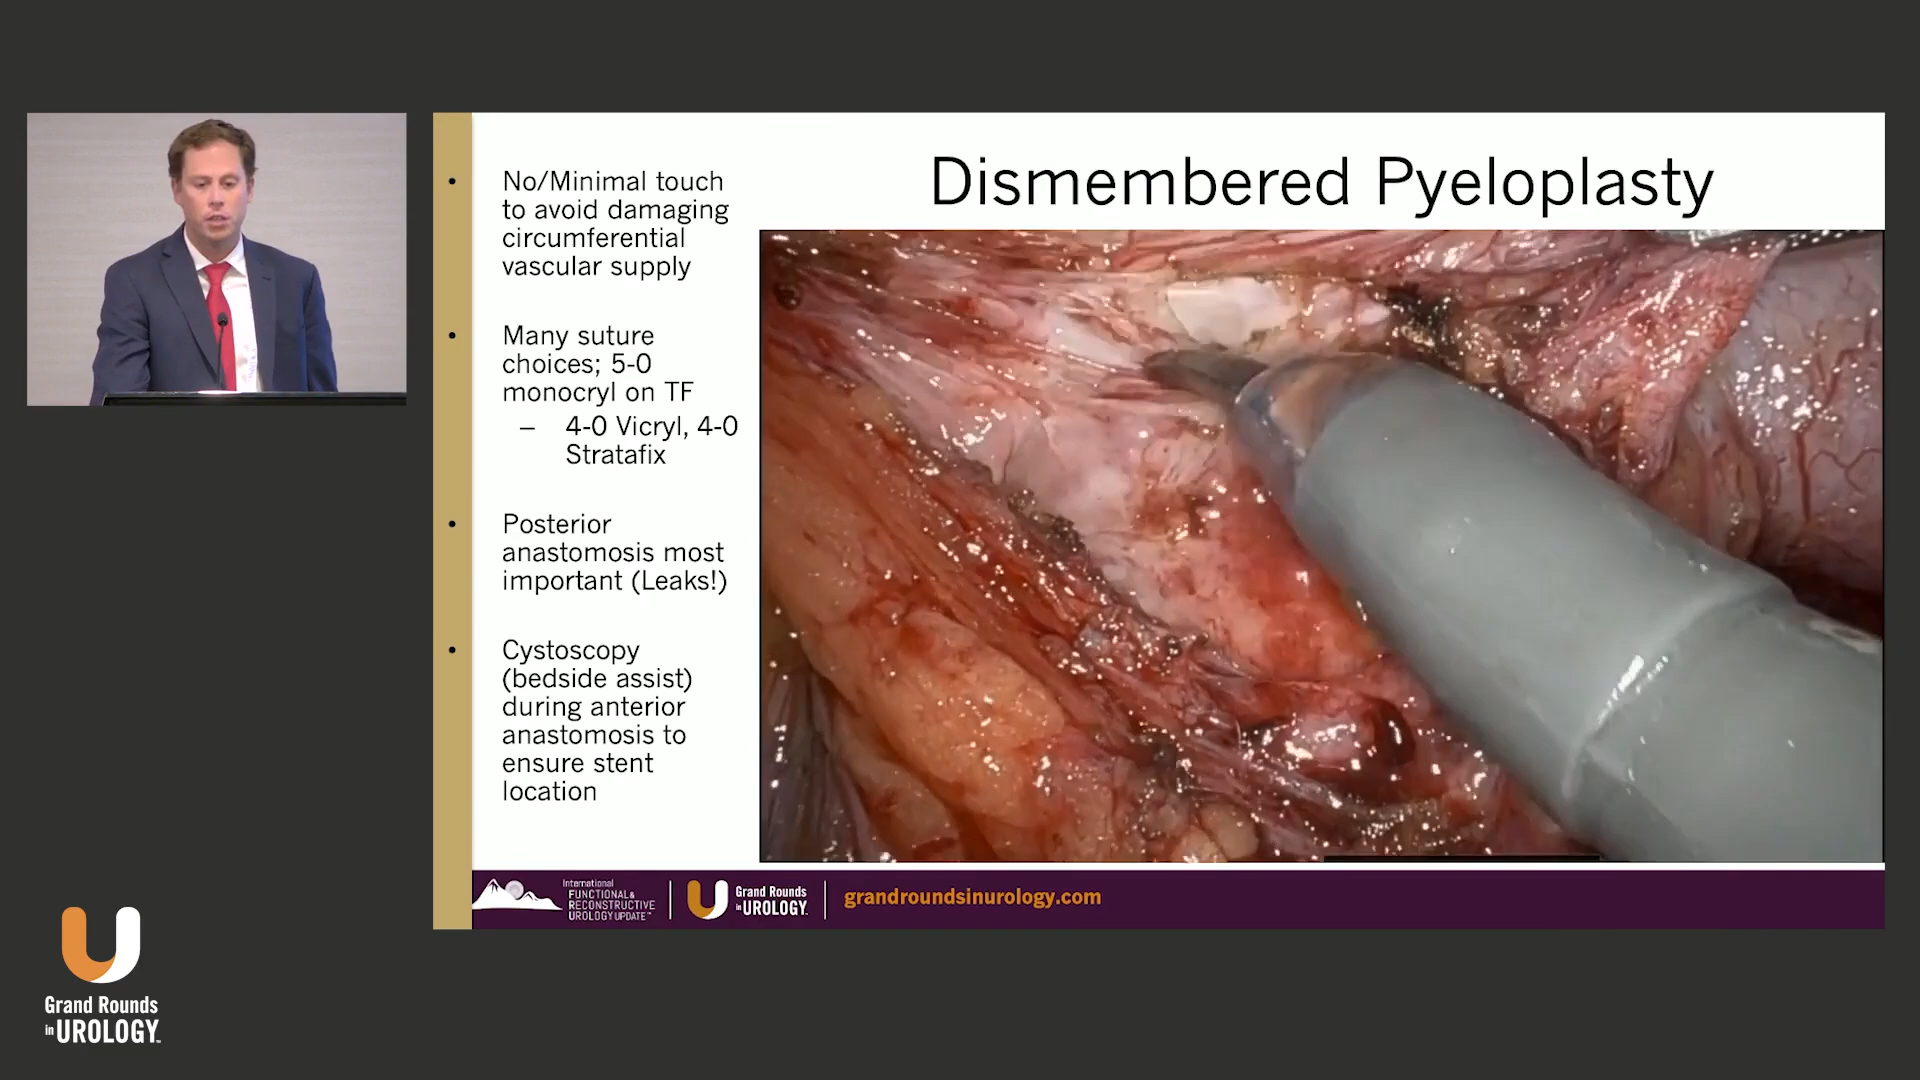 Dismembered Pyeloplasty
• No/Minimal touch
to avoid damaging
circumferential
vascular supply
• Many suture
choices; 5-0
monocryl on TF
– 4-0 Vicryl, 4-0
Stratafix
• Posterior
anastomosis most
important (Leaks!)
• Cystoscopy
(bedside assist)
during anterior
anastomosis to
ensure stent
location
International
FUNCTIONAL &
RECONSTRUCTIVE
UROLOGY UPDATE™
Grand Rounds
in UROLOGY.
grandroundsinurology.com
Grand Rounds
in UROLOGY™